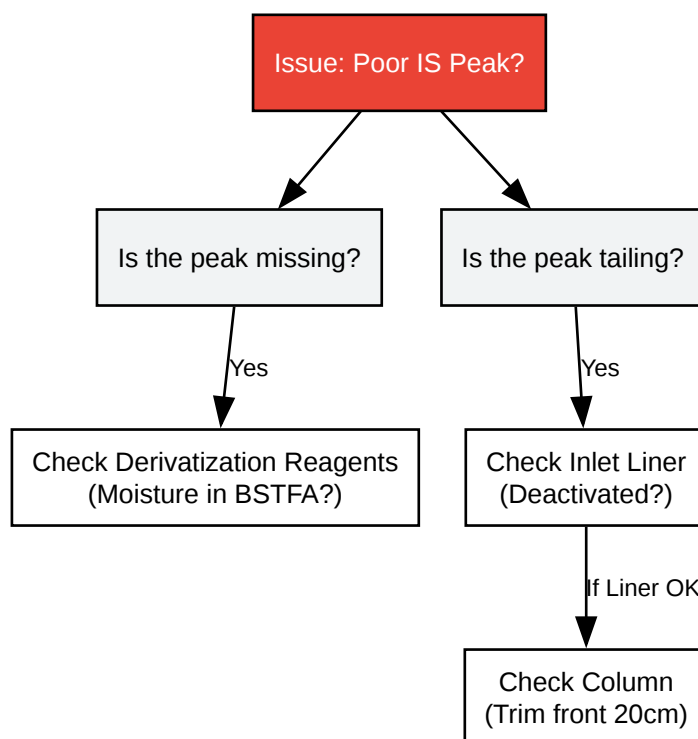 Issue: Poor IS Peak?
Is the peak missing?
Is the peak tailing?
Yes
Yes
Check Derivatization Reagents
(Moisture in BSTFA?)
Check Inlet Liner
(Deactivated?)
If Liner OK
Check Column
(Trim front 20cm)